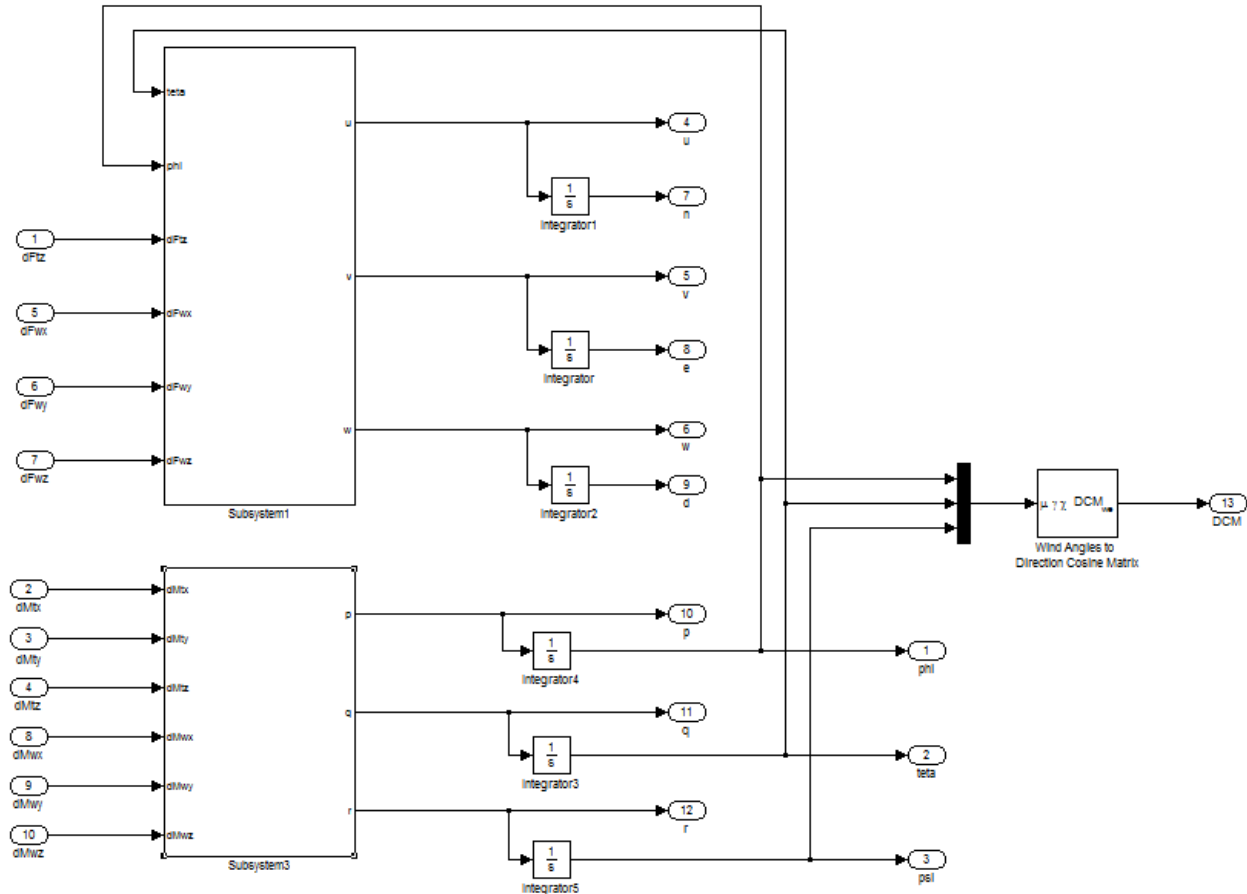 teta
u
4
u
phi
1
s
7
n
Integrator1
1
dFtz
dFtz
v
5
v
5
dFwx
dFwx
1
s
8
e
Integrator
6
dFwy
dFwy
w
6
w
7
dFwz
dFwz
1
s
9
d
Integrator2
Subsystem1
μ γ χ DCM we
13
DCM
Wind Angles to
Direction Cosine Matrix
2
dMtx
dMtx
p
10
p
3
dMty
dMty
1
s
1
phi
Integrator4
4
dMtz
dMtz
q
11
q
8
dMwx
dMwx
1
s
2
teta
Integrator3
9
dMwy
dMwy
r
12
r
10
dMwz
dMwz
1
s
3
psi
Integrator5
Subsystem3